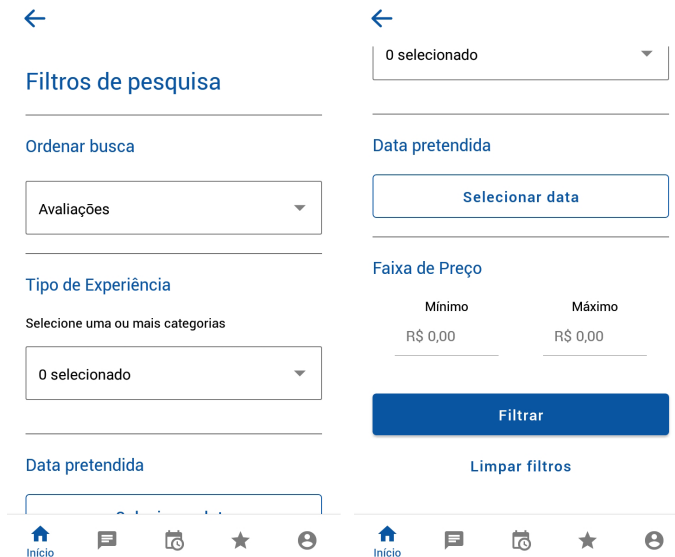 Filtros de pesquisa
Ordenar busca
Avaliações
Tipo de Experiência
Selecione uma ou mais categorias
0 selecionado
Data pretendida
Início
0 selecionado
Data pretendida
Selecionar data
Faixa de Preço
Mínimo
Máximo
R$ 0,00
R$ 0,00
Filtrar
Limpar filtros
Início